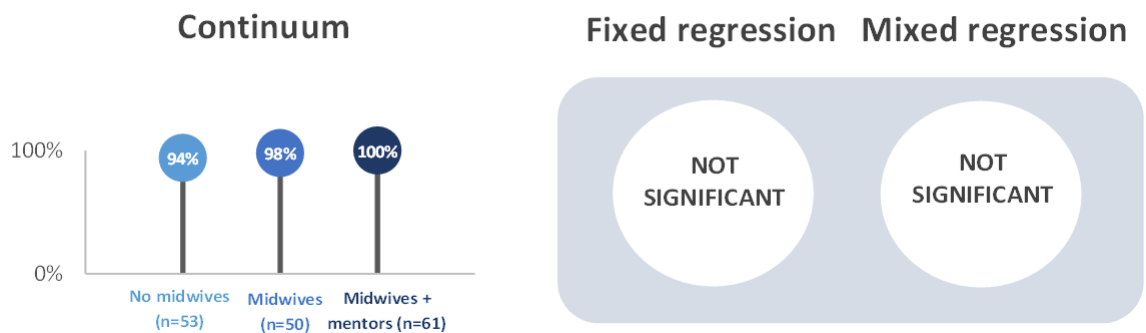 Continuum
100%
94%
98%
100%
0%
No midwives
(n=53)
Midwives
(n=50)
Midwives +
mentors (n=61)
Fixed regression
Mixed regression
NOT
SIGNIFICANT
NOT
SIGNIFICANT